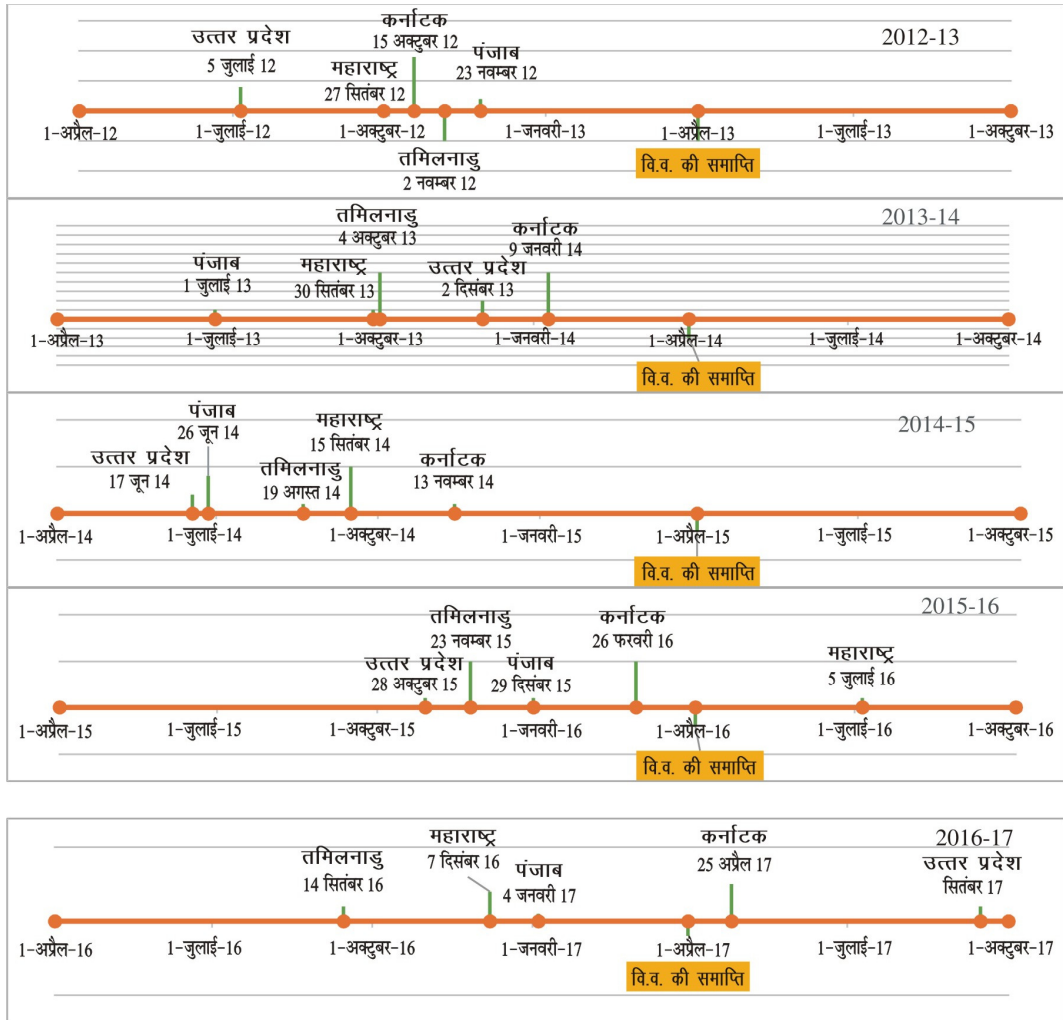 2012-13
उत्तर प्रदेश
5 जुलाई 12
महाराष्ट्र
27 सितंबर 12
कर्नाटक
15 अक्टुबर 12
पंजाब
23 नवम्बर 12
1-अप्रैल-12
1-जुलाई-12
1-अक्टुबर-12
1-जनवरी-13
1-अप्रैल-13
1-जुलाई-13
1-अक्टुबर-13
तमिलनाडु
2 नवम्बर 12
वि.व. की समाप्ति
2013-14
पंजाब
1 जुलाई 13
महाराष्ट्र
30 सितंबर 13
तमिलनाडु
4 अक्टुबर 13
उत्तर प्रदेश
2 दिसंबर 13
कर्नाटक
9 जनवरी 14
1-अप्रैल-13
1-जुलाई-13
1-अक्टुबर-13
1-जनवरी-14
1-अप्रैल-14
1-जुलाई-14
1-अक्टुबर-14
वि.व. की समाप्ति
2014-15
उत्तर प्रदेश
17 जून 14
पंजाब
26 जून 14
तमिलनाडु
19 अगस्त 14
महाराष्ट्र
15 सितंबर 14
कर्नाटक
13 नवम्बर 14
1-अप्रैल-14
1-जुलाई-14
1-अक्टुबर-14
1-जनवरी-15
1-अप्रैल-15
1-जुलाई-15
1-अक्टुबर-15
वि.व. की समाप्ति
2015-16
उत्तर प्रदेश
28 अक्टुबर 15
तमिलनाडु
23 नवम्बर 15
पंजाब
29 दिसंबर 15
कर्नाटक
26 फरवरी 16
महाराष्ट्र
5 जुलाई 16
1-अप्रैल-15
1-जुलाई-15
1-अक्टुबर-15
1-जनवरी-16
1-अप्रैल-16
1-जुलाई-16
1-अक्टुबर-16
वि.व. की समाप्ति
2016-17
तमिलनाडु
14 सितंबर 16
महाराष्ट्र
7 दिसंबर 16
पंजाब
4 जनवरी 17
कर्नाटक
25 अप्रैल 17
उत्तर प्रदेश
सितंबर 17
1-अप्रैल-16
1-जुलाई-16
1-अक्टुबर-16
1-जनवरी-17
1-अप्रैल-17
1-जुलाई-17
1-अक्टुबर-17
वि.व. की समाप्ति